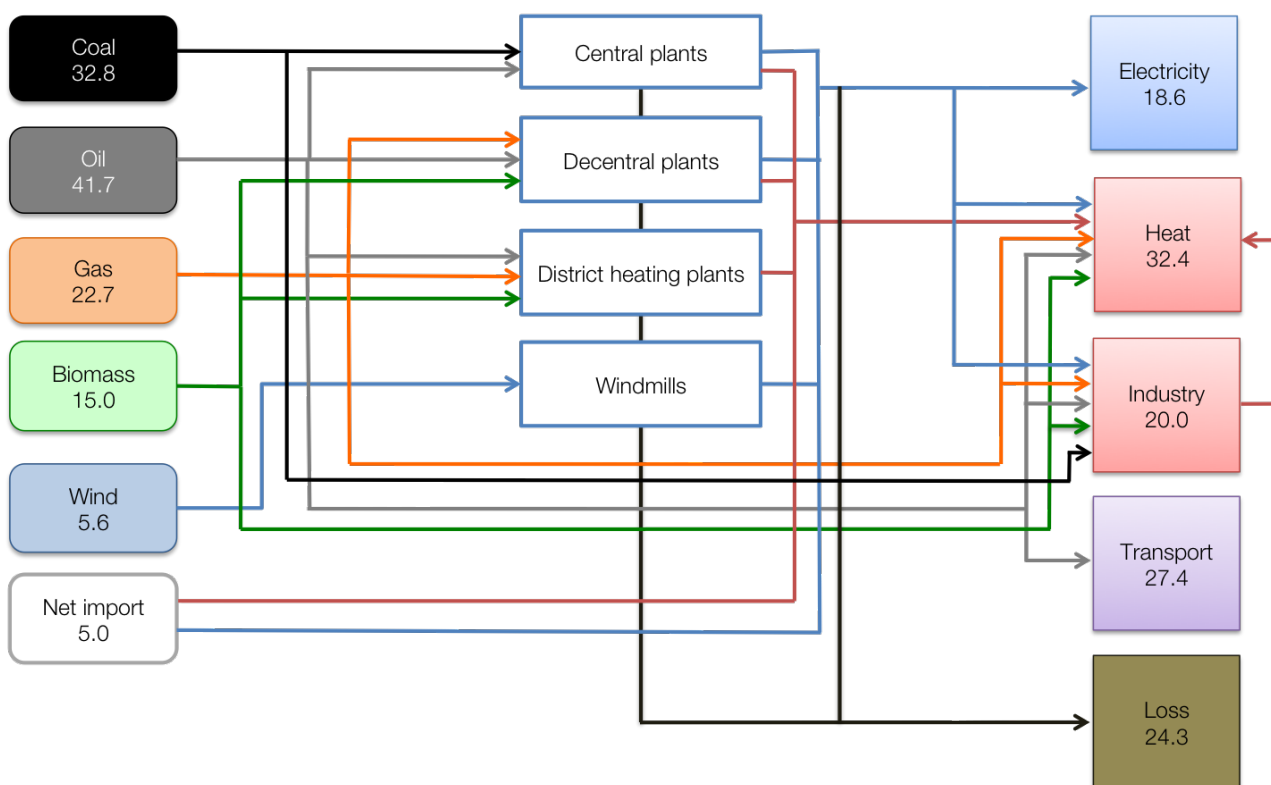 Coal
32.8
Oil
41.7
Gas
22.7
Biomass
15.0
Wind
5.6
Net import
5.0
Central plants
Decentral plants
District heating plants
Windmills
Electricity
18.6
Heat
32.4
Industry
20.0
Transport
27.4
Loss
24.3